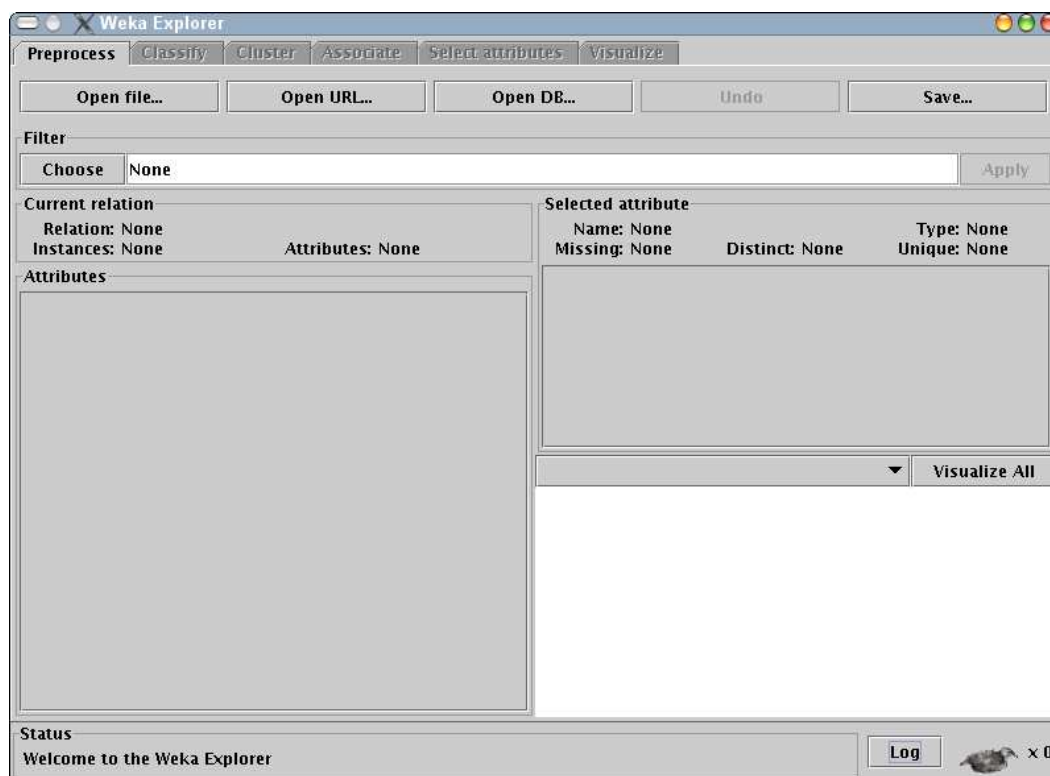 Weka Explorer
Preprocess Classify Cluster Associate Select attributes Visualize
Open file... Open URL... Open DB... Undo Save...
Filter
Choose None Apply
Current relation
Relation: None
Instances: None Attributes: None
Selected attribute
Name: None Type: None
Missing: None Distinct: None Unique: None
Attributes
Visualize All
Status
Welcome to the Weka Explorer
Log
x 0